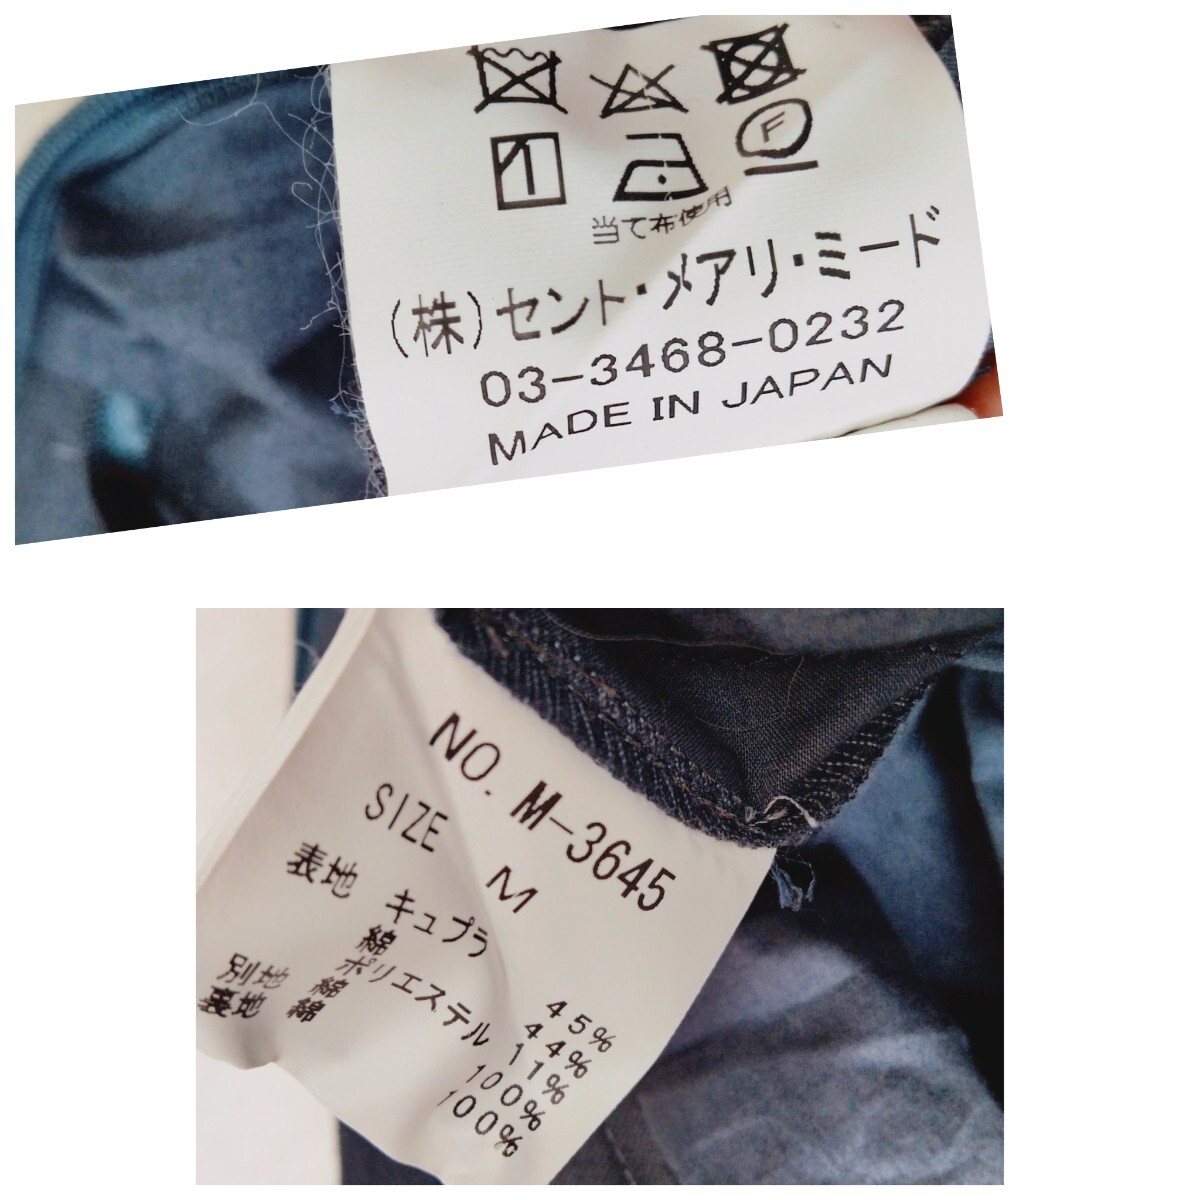 F
当て布使用
(株)セント・メアリ・ミード
03-3468-0232
MADE IN JAPAN
NO. M-3645
SIZE M
表地 キュプラ 45%
綿 44%
ポリエステル 11%
別地 綿 100%
裏地 綿 100%